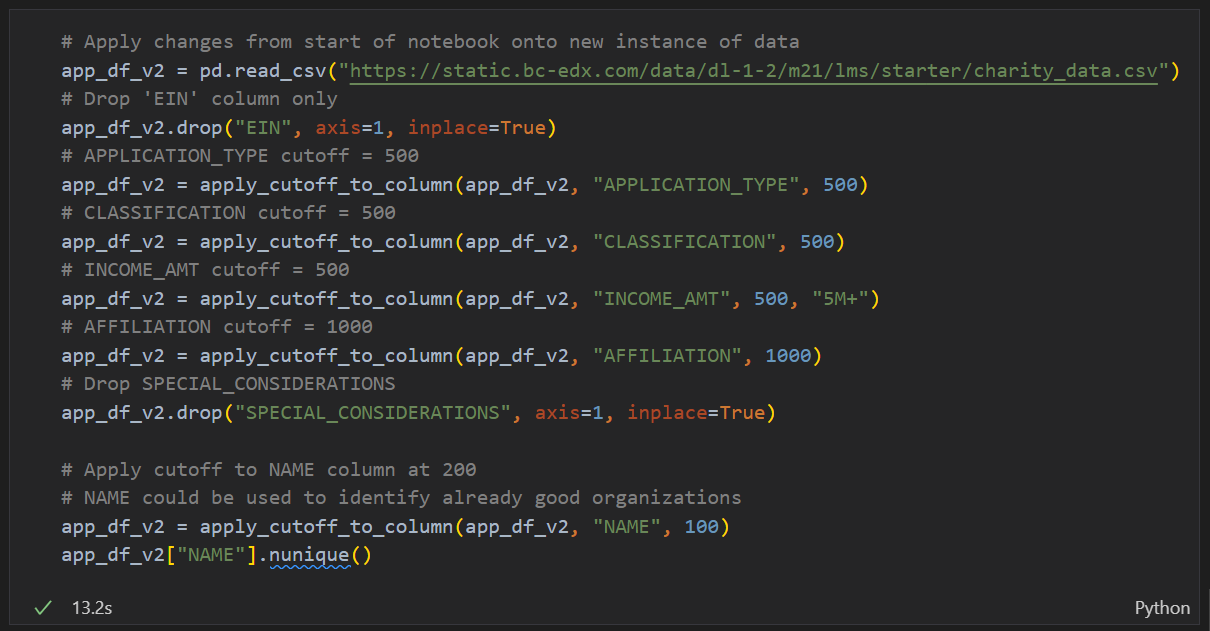 # Apply changes from start of notebook onto new instance of data
app_df_v2 = pd.read_csv("https://static.bc-edx.com/data/dl-1-2/m21/lms/starter/charity_data.csv")
# Drop 'EIN' column only
app_df_v2.drop("EIN", axis=1, inplace=True)
# APPLICATION_TYPE cutoff = 500
app_df_v2 = apply_cutoff_to_column(app_df_v2, "APPLICATION_TYPE", 500)
# CLASSIFICATION cutoff = 500
app_df_v2 = apply_cutoff_to_column(app_df_v2, "CLASSIFICATION", 500)
# INCOME_AMT cutoff = 500
app_df_v2 = apply_cutoff_to_column(app_df_v2, "INCOME_AMT", 500, "5M+")
# AFFILIATION cutoff = 1000
app_df_v2 = apply_cutoff_to_column(app_df_v2, "AFFILIATION", 1000)
# Drop SPECIAL_CONSIDERATIONS
app_df_v2.drop("SPECIAL_CONSIDERATIONS", axis=1, inplace=True)
# Apply cutoff to NAME column at 200
# NAME could be used to identify already good organizations
app_df_v2 = apply_cutoff_to_column(app_df_v2, "NAME", 100)
app_df_v2["NAME"].nunique()
13.2s
Python